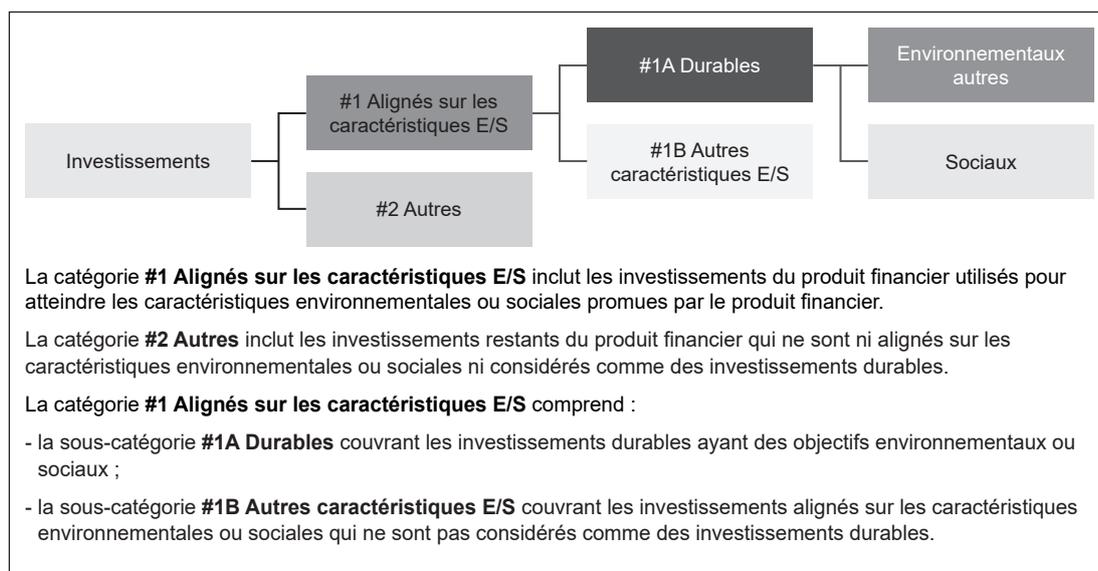 Investissements
#1 Alignés sur les
caractéristiques E/S
#2 Autres
#1A Durables
#1B Autres
caractéristiques E/S
Environnementaux
autres
Sociaux
La catégorie #1 Alignés sur les caractéristiques E/S inclut les investissements du produit financier utilisés pour
atteindre les caractéristiques environnementales ou sociales promues par le produit financier.
La catégorie #2 Autres inclut les investissements restants du produit financier qui ne sont ni alignés sur les
caractéristiques environnementales ou sociales ni considérés comme des investissements durables.
La catégorie #1 Alignés sur les caractéristiques E/S comprend :
- la sous-catégorie #1A Durables couvrant les investissements durables ayant des objectifs environnementaux ou
sociaux ;
- la sous-catégorie #1B Autres caractéristiques E/S couvrant les investissements alignés sur les caractéristiques
environnementales ou sociales qui ne sont pas considérés comme des investissements durables.